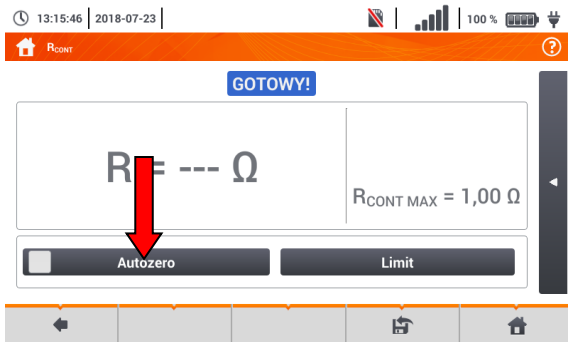 13:15:46 2018-07-23 100 %
RCONT ?
GOTOWY!
R = --- Ω
RCONT MAX = 1,00 Ω
Autozero Limit